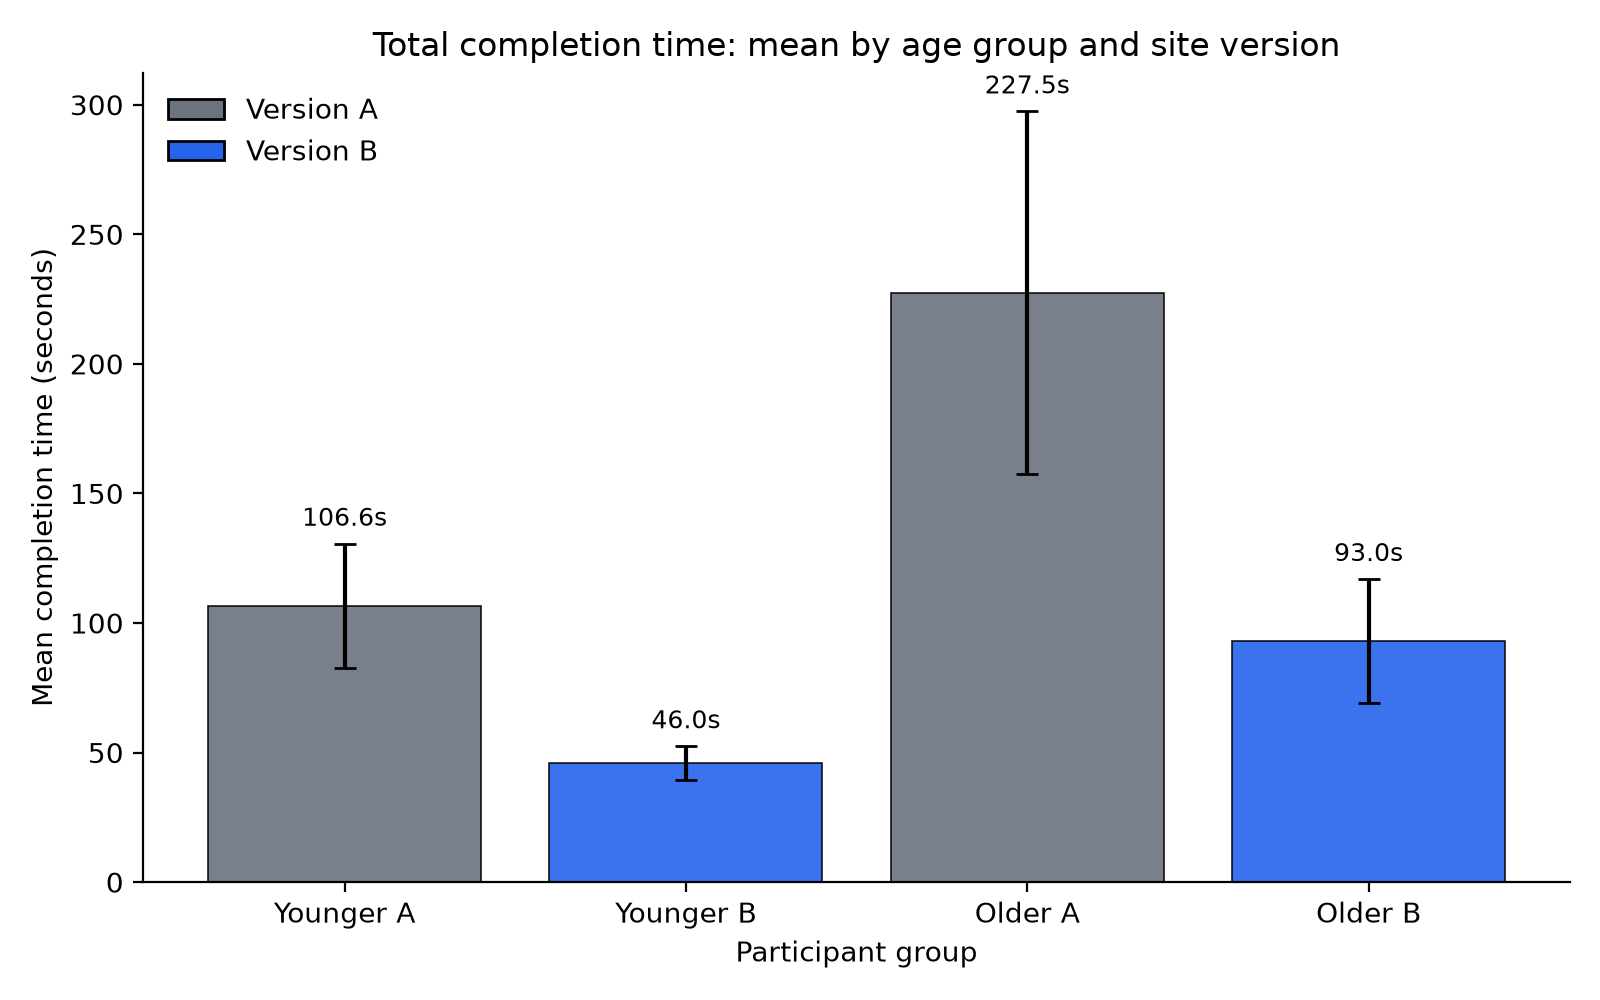 Total completion time: mean by age group and site version
Version A
Version B
Mean completion time (seconds)
300
250
200
150
100
50
0
106.6s
46.0s
227.5s
93.0s
Younger A
Younger B
Older A
Older B
Participant group